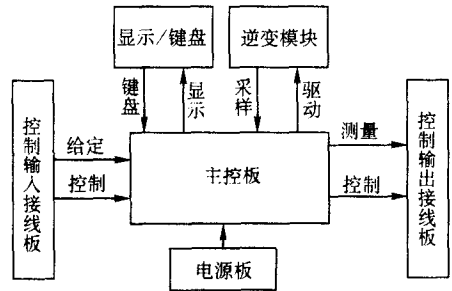 显示/键盘
逆变模块
键盘
显示
采样
驱动
控制输入接线板
给定
控制
主控板
测量
控制
控制输出接线板
电源板